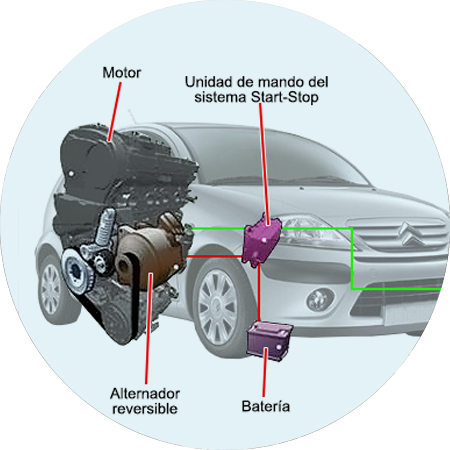 Motor
Unidad de mando del
sistema Start-Stop
Alternador
reversible
Batería